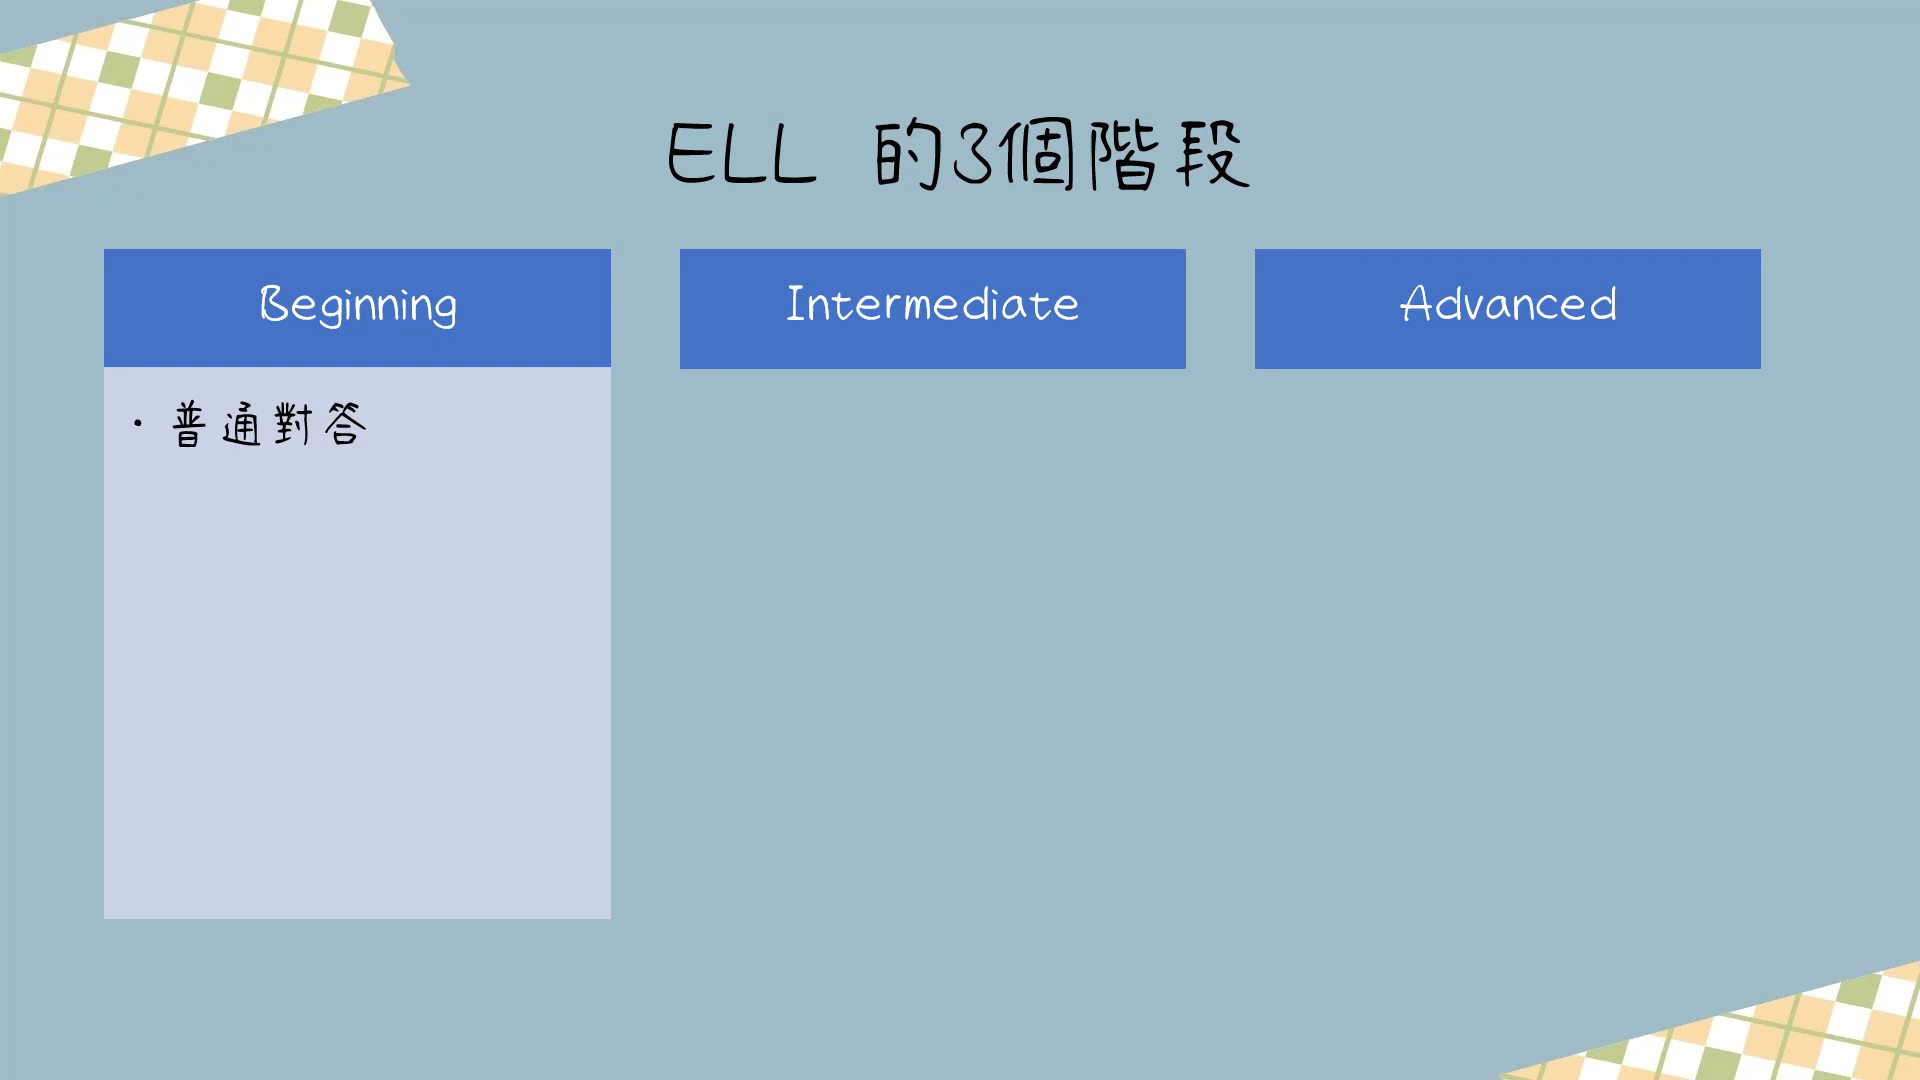 ELL 的3個階段
Beginning
• 普通對答
Intermediate
Advanced